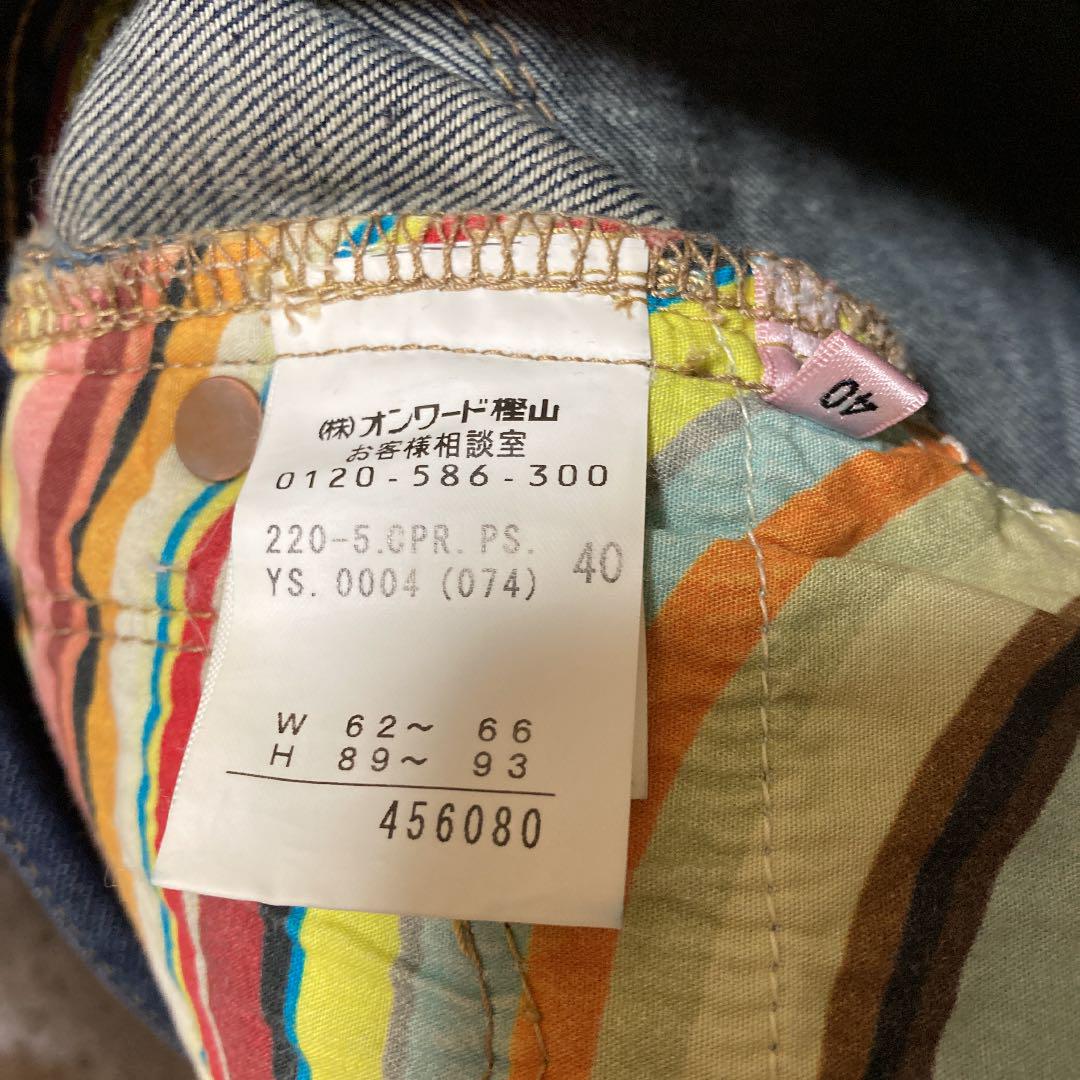 (株)オンワード樫山
お客様相談室
0120-586-300
220-5.CPR.PS.
YS.0004(074) 40
W 62〜 66
H 89〜 93
456080
40